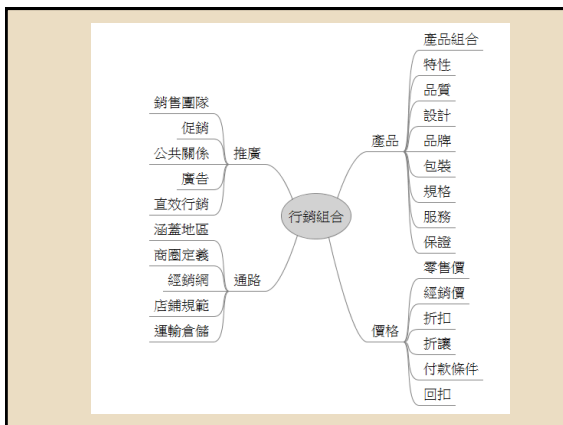 行銷組合
產品
產品組合
特性
品質
設計
品牌
包裝
規格
服務
保證
價格
零售價
經銷價
折扣
折讓
付款條件
回扣
推廣
銷售團隊
促銷
公共關係
廣告
直效行銷
通路
涵蓋地區
商圈定義
經銷網
店鋪規範
運輸倉儲